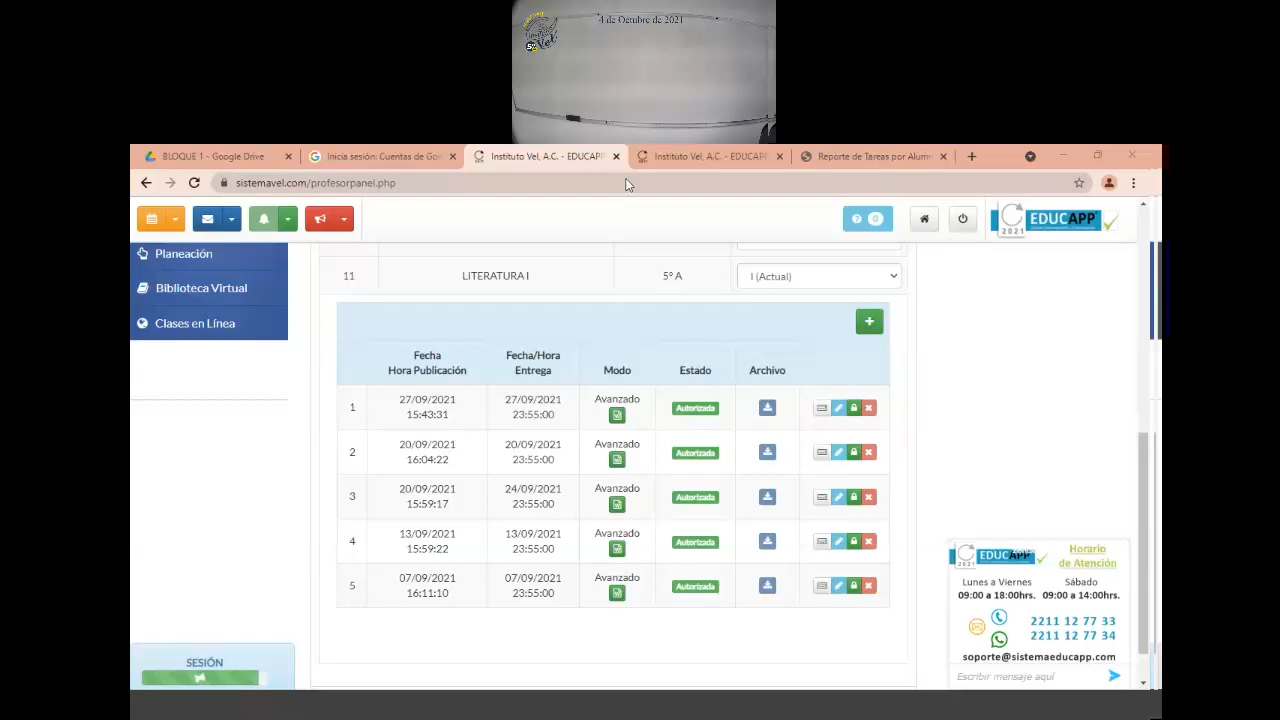 4 de Octubre de 2021
5º
Vel
BLOQUE 1 - Google Drive
Inicia sesión: Cuentas de Goo
Instituto Vel, A.C. - EDUCAPP
Instituto Vel, A.C. - EDUCAPP
Reporte de Tareas por Alumn
sistemavel.com/profesorpanel.php
0
2021
EDUCAPP
Planeación
Biblioteca Virtual
Clases en Línea
11 LITERATURA I 5º A I (Actual)
+
Fecha Hora Publicación Fecha/Hora Entrega Modo Estado Archivo
1 27/09/2021 15:43:31 27/09/2021 23:55:00 Avanzado Autorizada
2 20/09/2021 16:04:22 20/09/2021 23:55:00 Avanzado Autorizada
3 20/09/2021 15:59:17 24/09/2021 23:55:00 Avanzado Autorizada
4 13/09/2021 15:59:22 13/09/2021 23:55:00 Avanzado Autorizada
5 07/09/2021 16:11:10 07/09/2021 23:55:00 Avanzado Autorizada
SESIÓN
2021
EDUCAPP
Horario
de Atención
Lunes a Viernes Sábado
09:00 a 18:00hrs. 09:00 a 14:00hrs.
2211 12 77 33
2211 12 77 34
soporte@sistemaeducapp.com
Escribir mensaje aquí